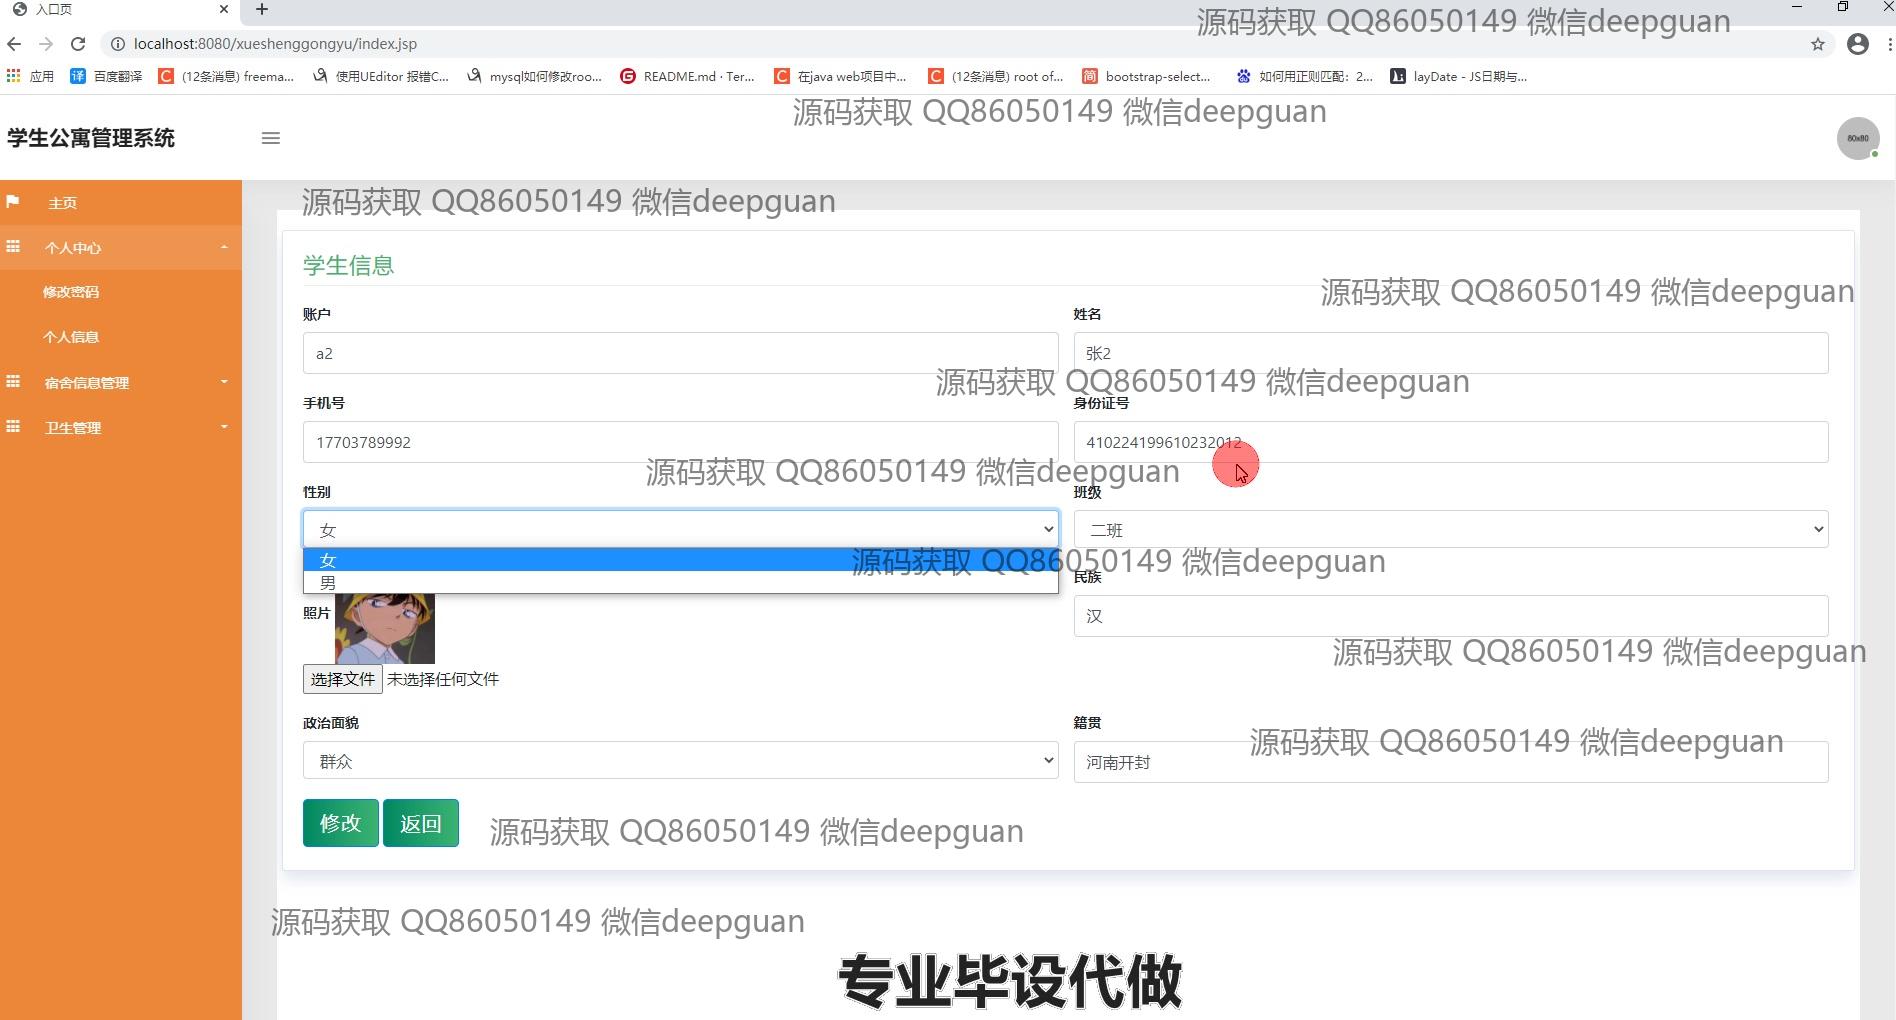 入口页
源码获取 QQ86050149 微信deepguan
localhost:8080/xueshenggongyu/index.jsp
应用 百度翻译 (12条消息) freema... 使用UEditor 报错C... mysql如何修改roo... README.md · Ter... 在java web项目中... (12条消息) root of... bootstrap-select... 如何用正则匹配：2... layDate - JS日期与...
源码获取 QQ86050149 微信deepguan
学生公寓管理系统
80x80
源码获取 QQ86050149 微信deepguan
主页
个人中心
修改密码
个人信息
宿舍信息管理
卫生管理
学生信息
源码获取 QQ86050149 微信deepguan
账户 姓名
a2 张2
源码获取 QQ86050149 微信deepguan
手机号 身份证号
17703789992 410224199610232012
源码获取 QQ86050149 微信deepguan
性别 班级
女 二班
女
源码获取 QQ86050149 微信deepguan
男
民族
照片
汉
源码获取 QQ86050149 微信deepguan
选择文件 未选择任何文件
政治面貌 籍贯
源码获取 QQ86050149 微信deepguan
群众 河南开封
修改 返回
源码获取 QQ86050149 微信deepguan
源码获取 QQ86050149 微信deepguan
专业毕设代做